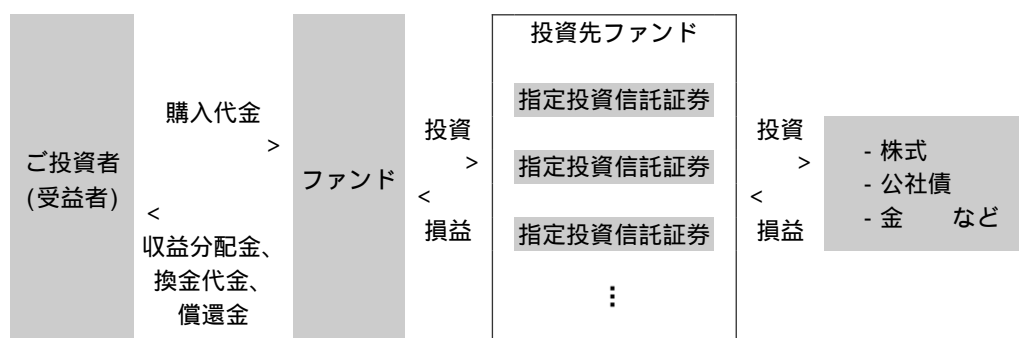 ご投資者
(受益者)
購入代金
>
<
収益分配金、
換金代金、
償還金
ファンド
投資
>
<
損益
投資先ファンド
指定投資信託証券
指定投資信託証券
指定投資信託証券
⋮
投資
>
<
損益
- 株式
- 公社債
- 金　　など